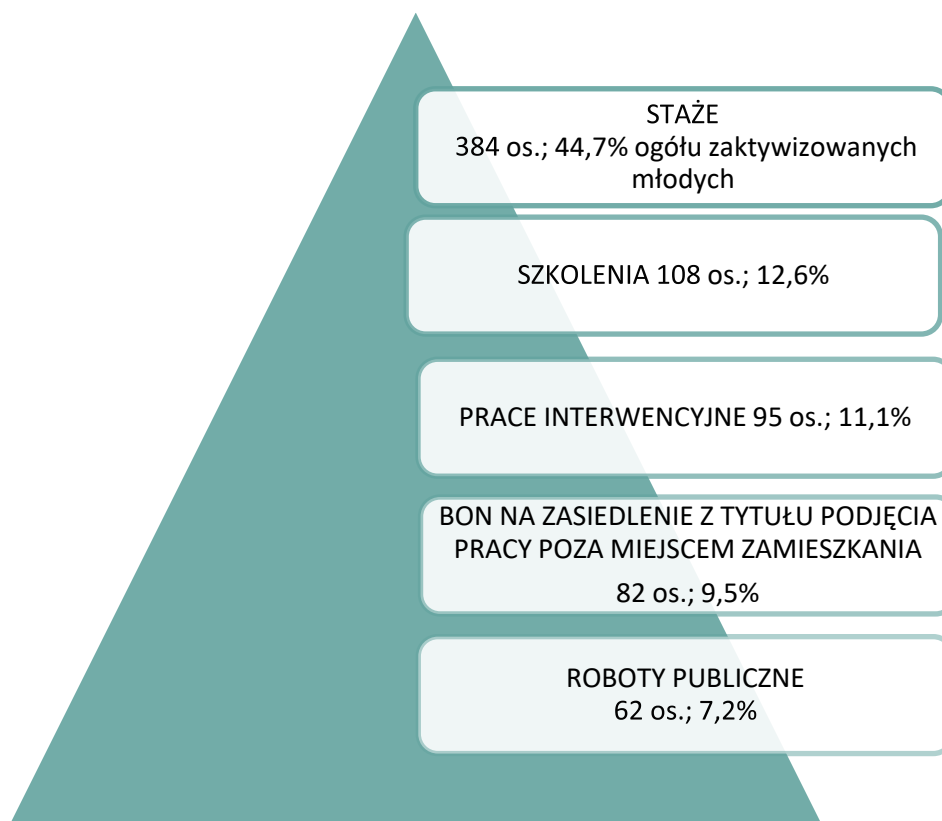 STAŻE
384 os.; 44,7% ogółu zaktywizowanych
młodych
SZKOLENIA 108 os.; 12,6%
PRACE INTERWENCYJNE 95 os.; 11,1%
BON NA ZASIEDLENIE Z TYTUŁU PODJĘCIA
PRACY POZA MIEJSCEM ZAMIESZKANIA
82 os.; 9,5%
ROBOTY PUBLICZNE
62 os.; 7,2%